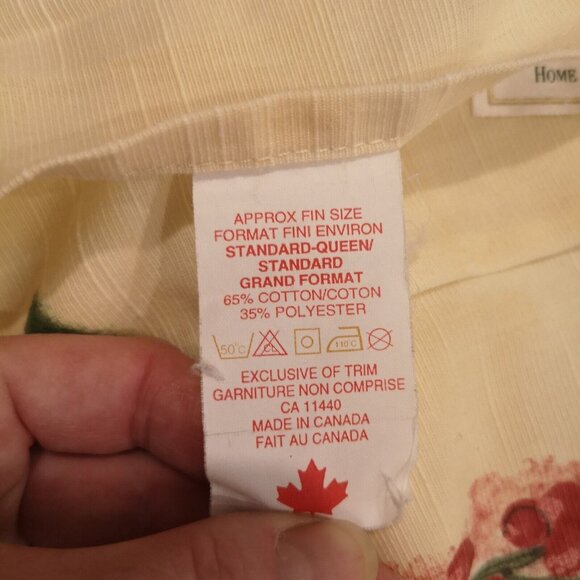 HOME
APPROX FIN SIZE
FORMAT FINI ENVIRON
STANDARD-QUEEN/
STANDARD
GRAND FORMAT
65% COTTON/COTON
35% POLYESTER
50°C CL 110 C
EXCLUSIVE OF TRIM
GARNITURE NON COMPRISE
CA 11440
MADE IN CANADA
FAIT AU CANADA